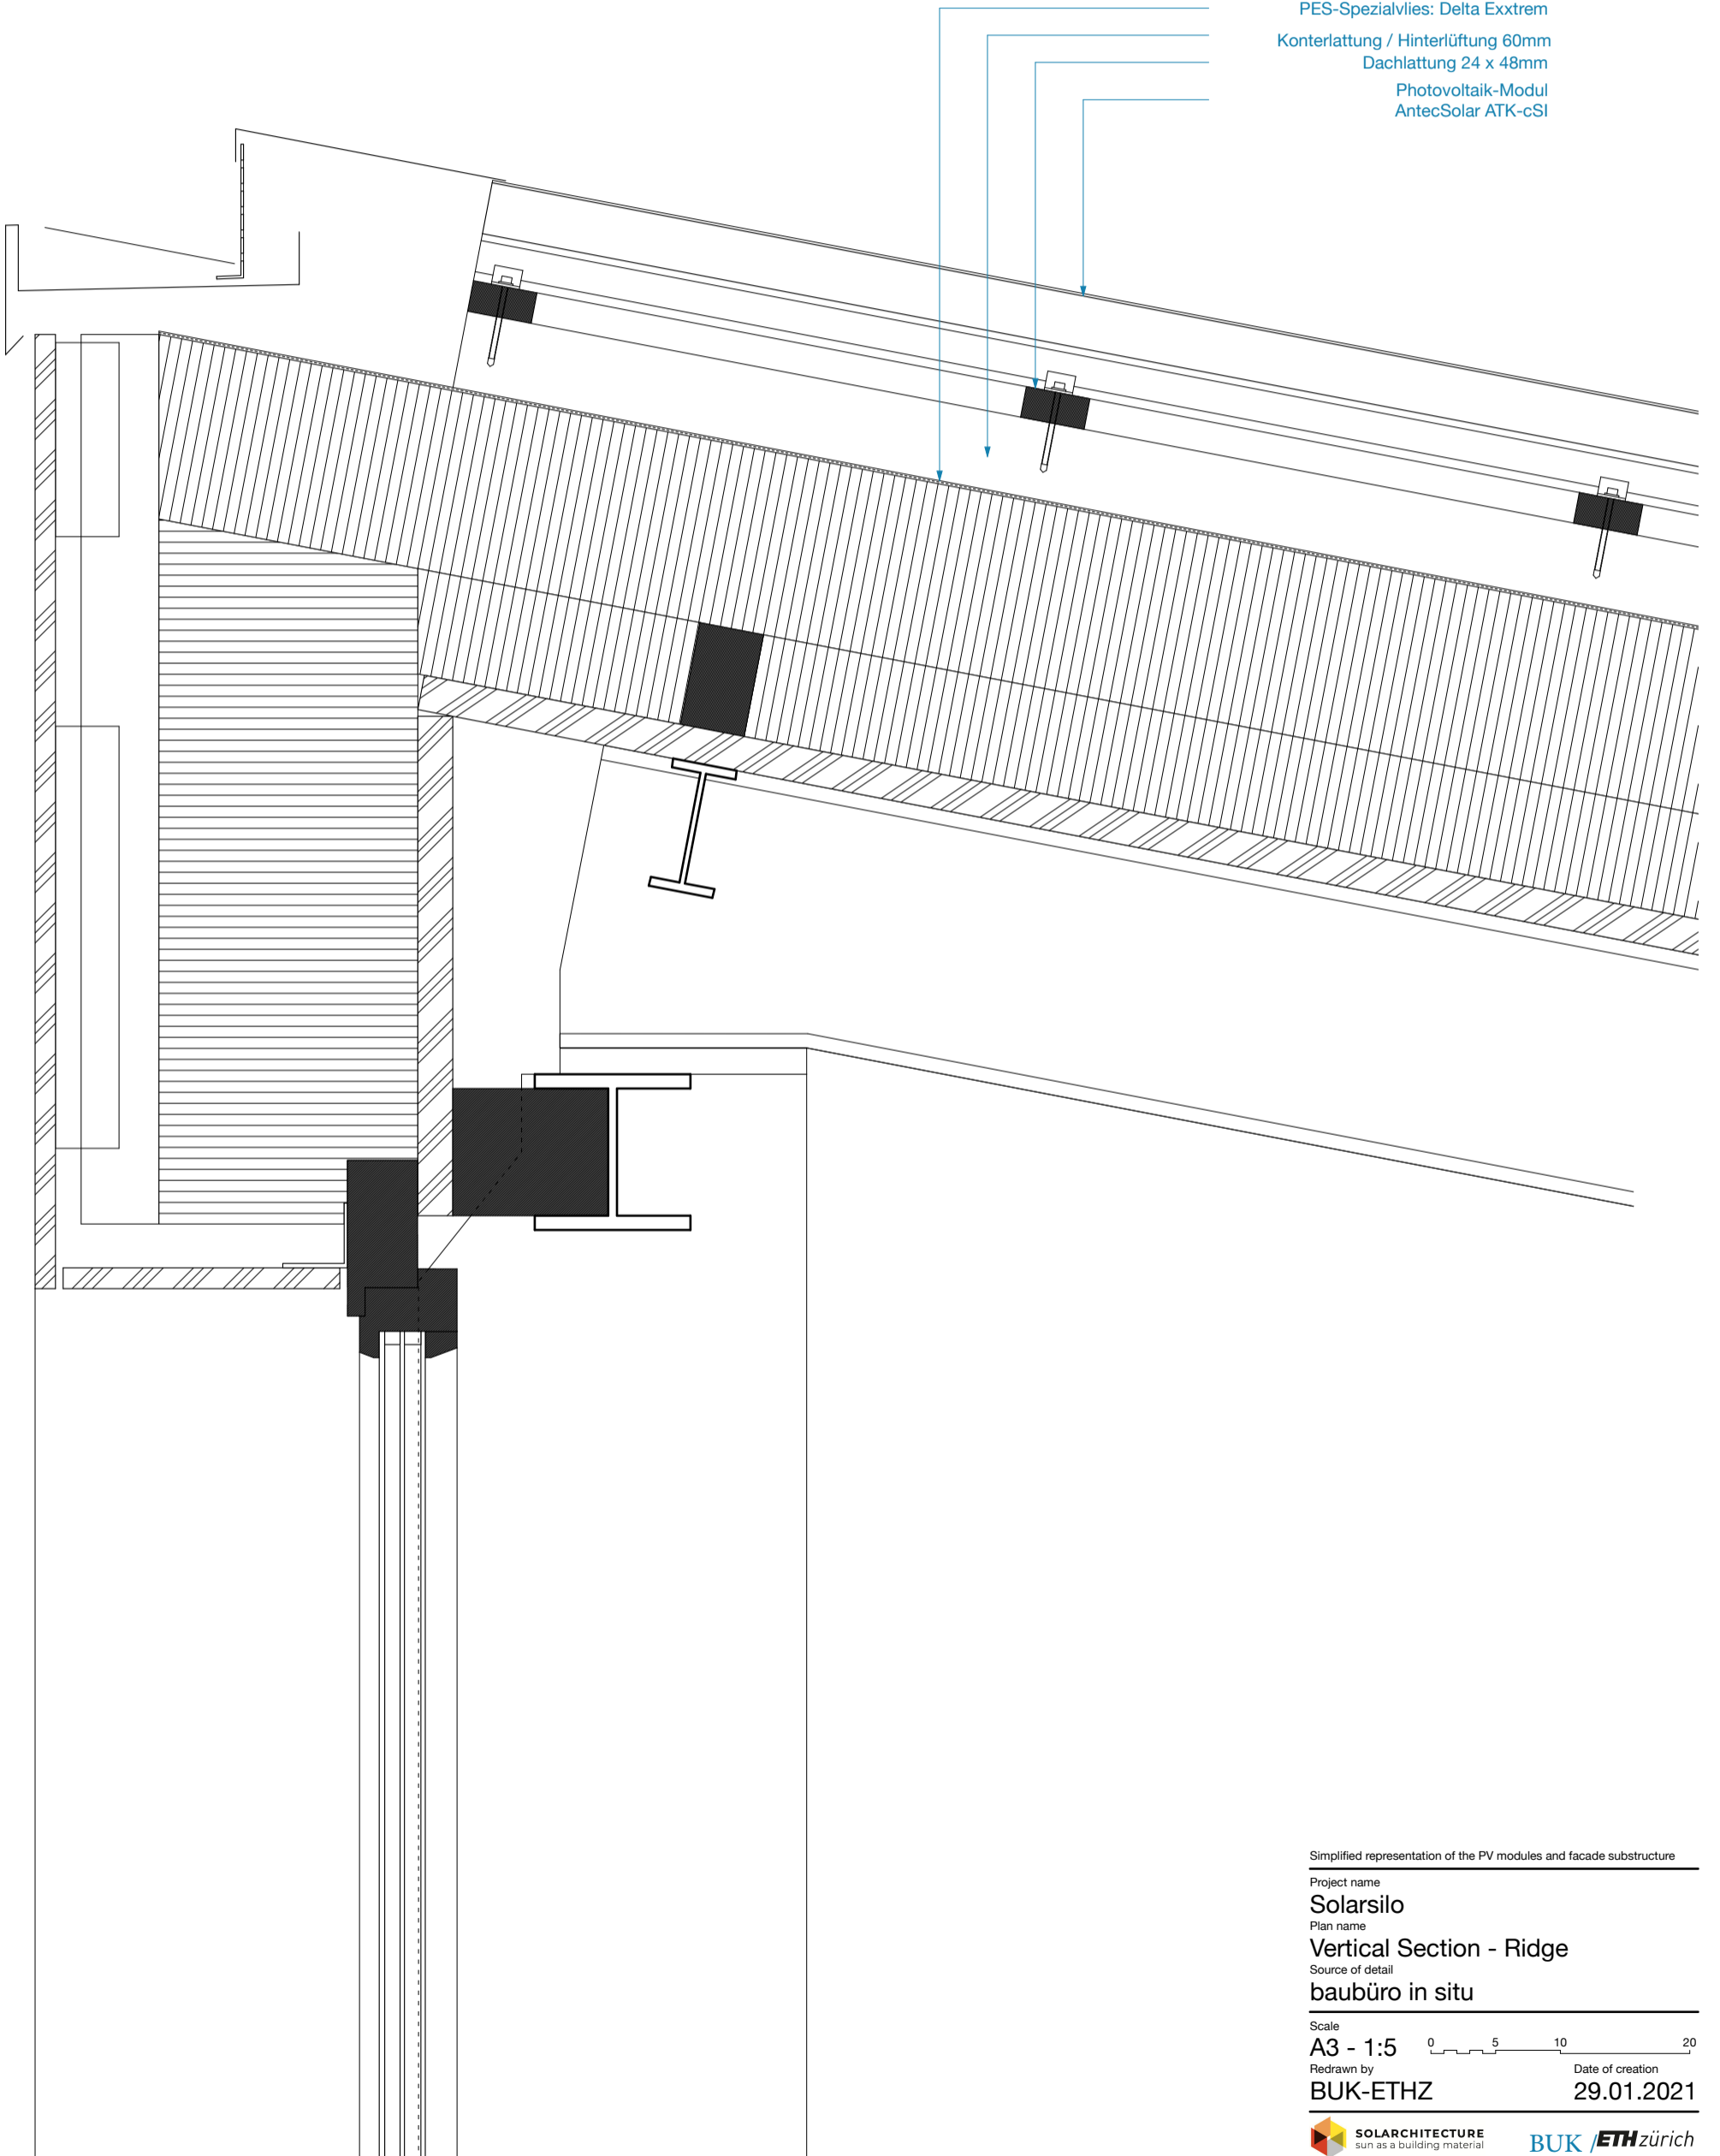 PES-Spezialvlies: Delta Exxtrem
Konterlattung / Hinterlüftung 60mm
Dachlattung 24 x 48mm
Photovoltaik-Modul
AntecSolar ATK-cSI
Simplified representation of the PV modules and facade substructure
Project name
Solarsilo
Plan name
Vertical Section - Ridge
Source of detail
baubüro in situ
Scale
A3 - 1:5
0 5 10 20
Redrawn by
BUK-ETHZ
Date of creation
29.01.2021
SOLARCHITECTURE
sun as a building material
BUK / ETH zürich